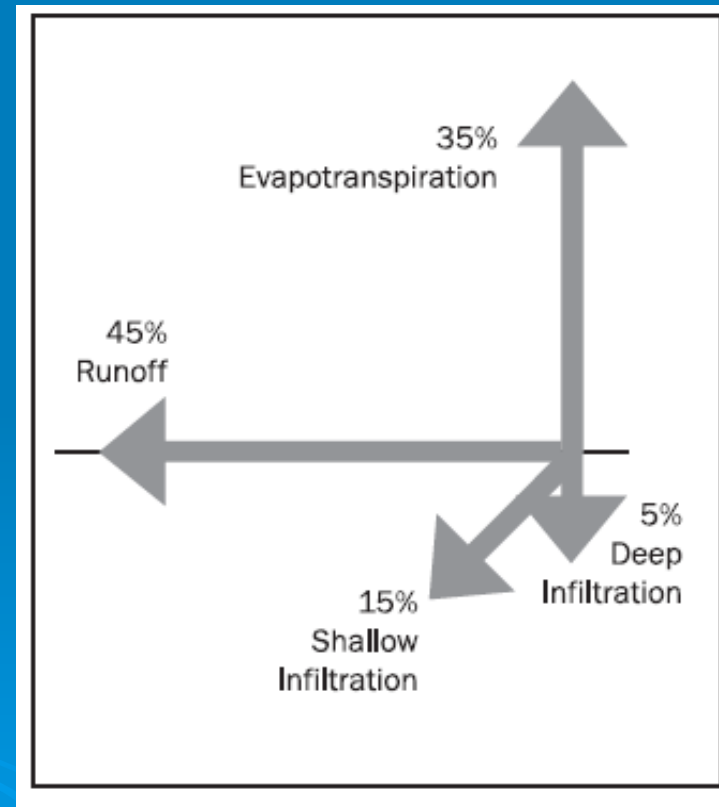 35%
Evapotranspiration
45%
Runoff
5%
Deep
Infiltration
15%
Shallow
Infiltration